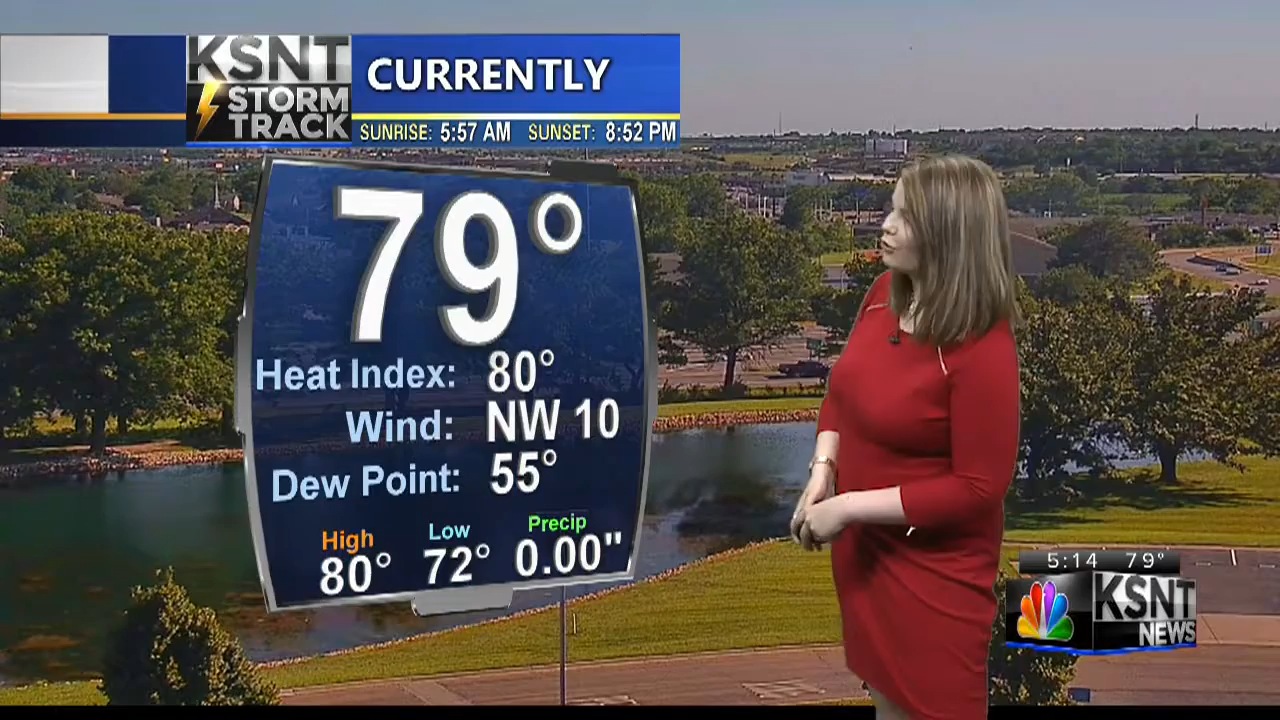 KSNT
STORM
TRACK
CURRENTLY
SUNRISE: 5:57 AM SUNSET: 8:52 PM
79°
Heat Index: 80°
Wind: NW 10
Dew Point: 55°
High Low Precip
80° 72° 0.00"
5:14 79°
KSNT
NEWS